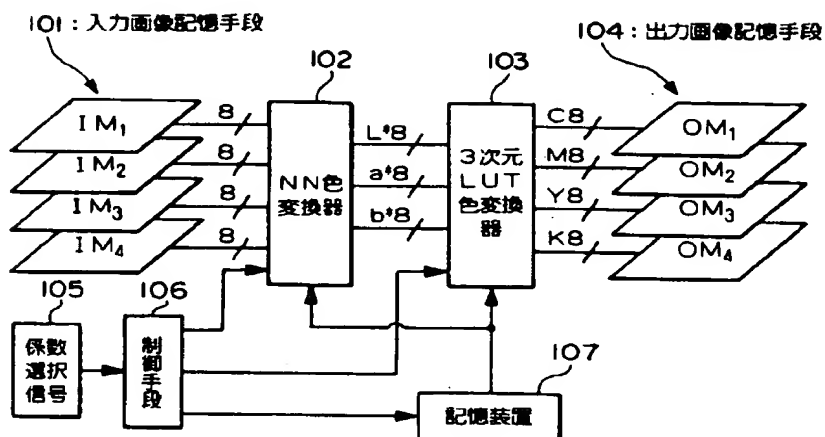 101：入力画像記憶手段
102
103
104：出力画像記憶手段
IM1
IM2
IM3
IM4
8
8
8
8
NN色
変換器
L*8
a*8
b*8
3次元
LUT
色変換
器
C8
M8
Y8
K8
OM1
OM2
OM3
OM4
105
106
係数
選択
信号
制御手段
107
記憶装置